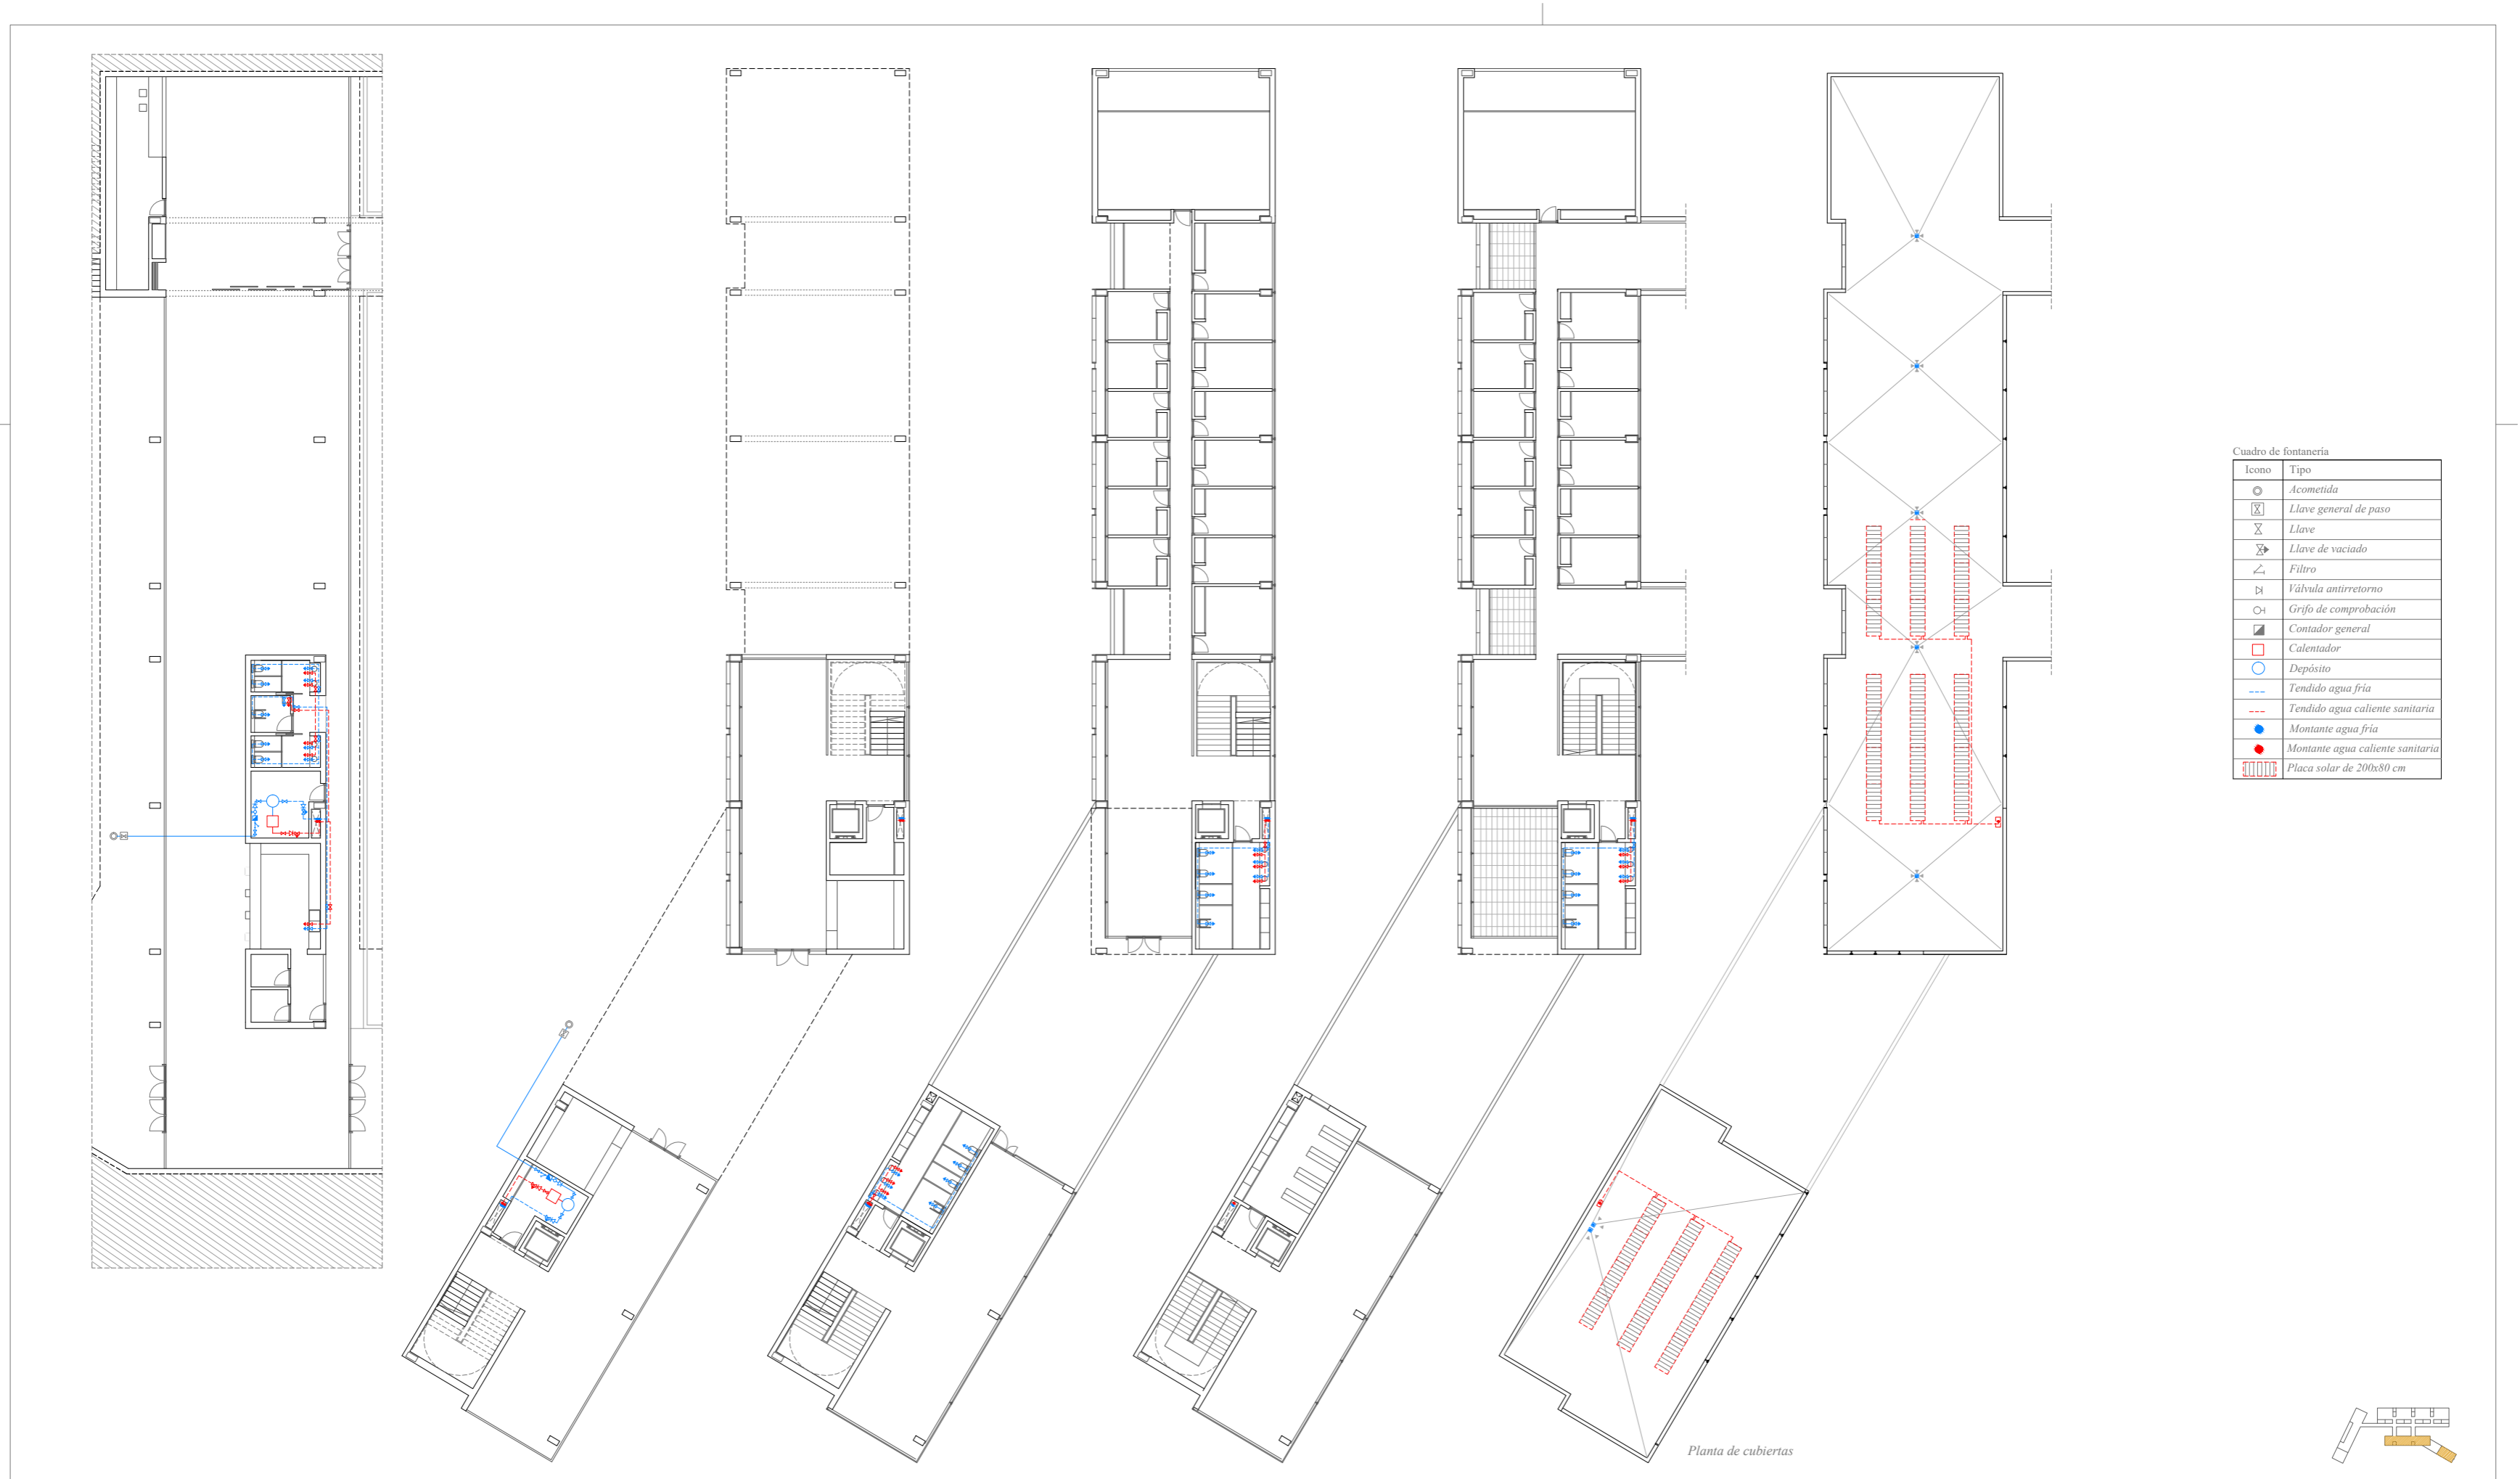 Cuadro de fontanería
Icono Tipo
Acometida
Llave general de paso
Llave
Llave de vaciado
Filtro
Válvula antirretorno
Grifo de comprobación
Contador general
Calentador
Depósito
Tendido agua fría
Tendido agua caliente sanitaria
Montante agua fría
Montante agua caliente sanitaria
Placa solar de 200x80 cm
Planta de cubiertas